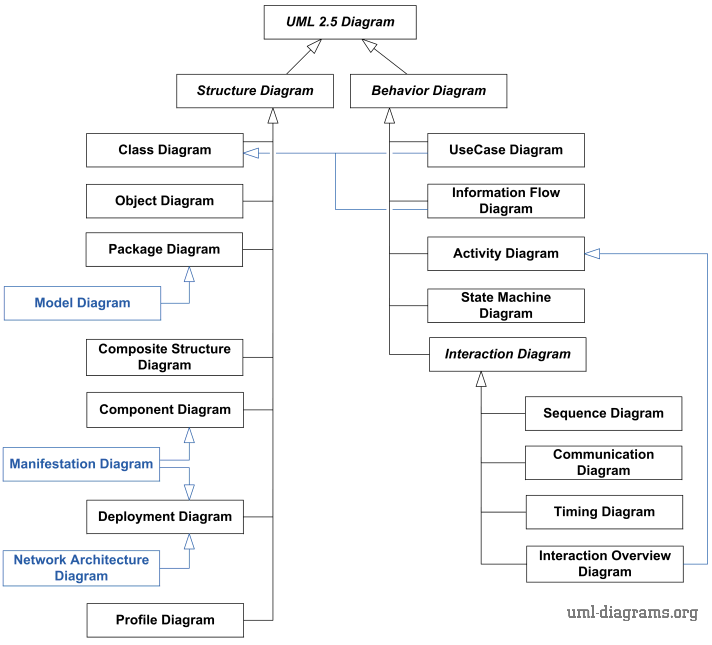 UML 2.5 Diagram
Structure Diagram
Behavior Diagram
Class Diagram
UseCase Diagram
Object Diagram
Information Flow
Diagram
Package Diagram
Activity Diagram
Model Diagram
State Machine
Diagram
Composite Structure
Diagram
Interaction Diagram
Component Diagram
Sequence Diagram
Manifestation Diagram
Communication
Diagram
Deployment Diagram
Timing Diagram
Network Architecture
Diagram
Interaction Overview
Diagram
Profile Diagram
uml-diagrams.org